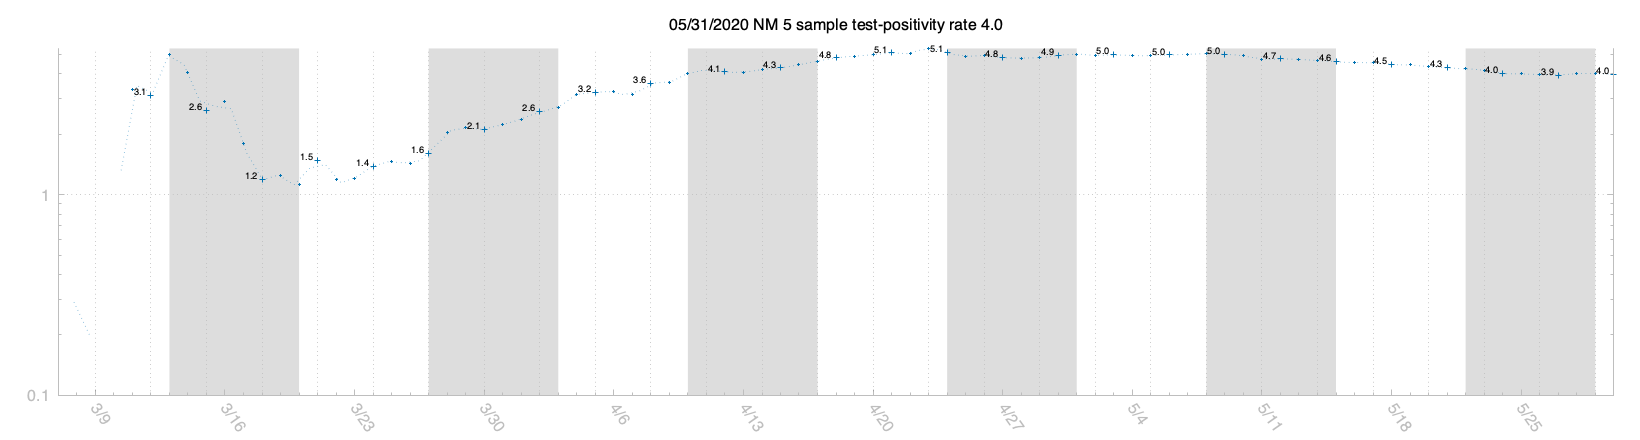 05/31/2020 NM 5 sample test-positivity rate 4.0
3.1 2.6 1.2 1.5 1.4 1.6 2.1 2.6 3.2 3.6 4.1 4.3 4.8 5.1 5.1 4.8 4.9 5.0 5.0 5.0 4.7 4.6 4.5 4.3 4.0 3.9 4.0
1
0.1
3/9 3/16 3/23 3/30 4/6 4/13 4/20 4/27 5/4 5/11 5/18 5/25